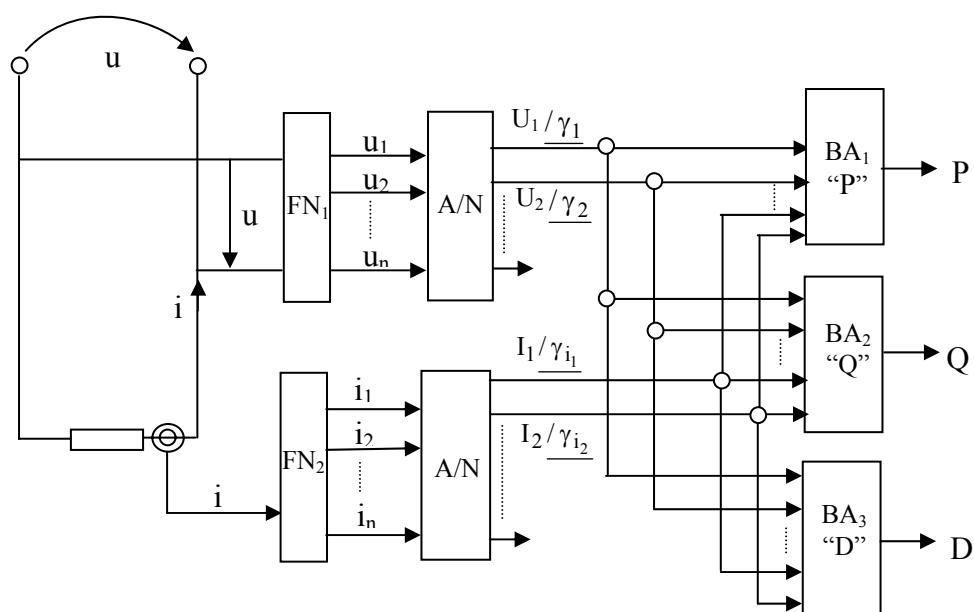 u
u
i
i
FN₁
u₁
u₂
uₙ
A/N
U₁/γ₁
U₂/γ₂
FN₂
i₁
i₂
iₙ
A/N
I₁/γᵢ₁
I₂/γᵢ₂
BA₁
“P”
P
BA₂
“Q”
Q
BA₃
“D”
D